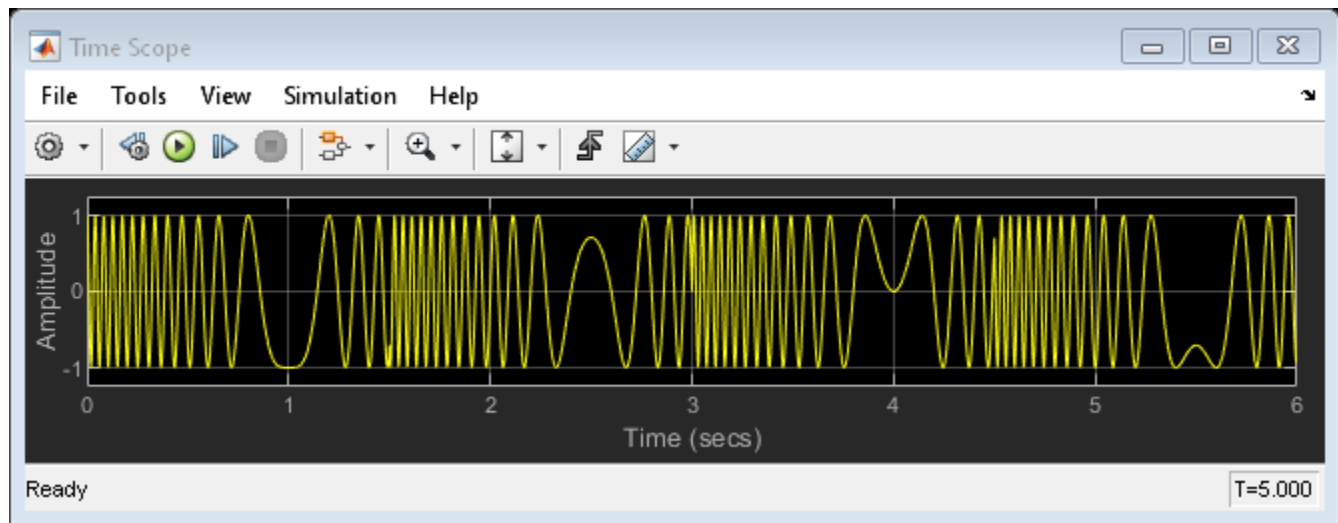 Time Scope
File Tools View Simulation Help
Amplitude
1
0
-1
0 1 2 3 4 5 6
Time (secs)
Ready T=5.000